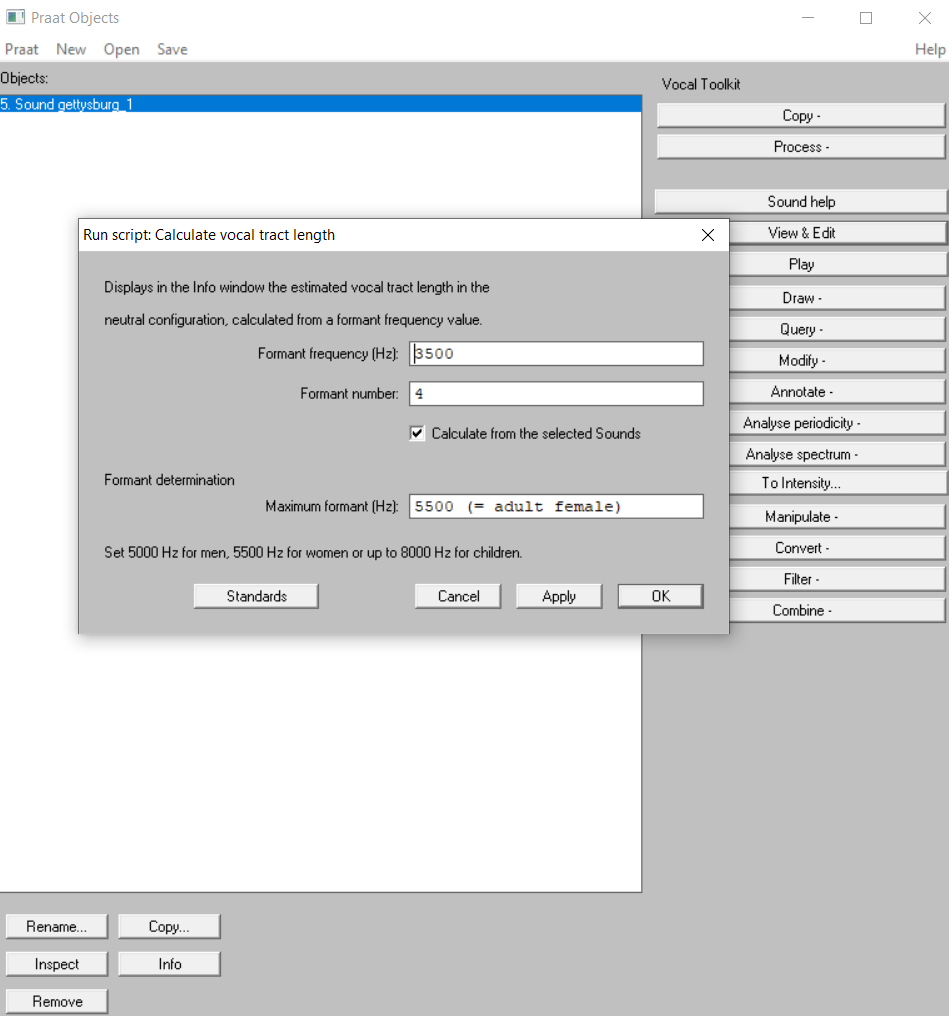 Praat Objects
Praat New Open Save Help
Objects:
5. Sound gettysburg_1
Vocal Toolkit
Copy -
Process -
Sound help
View & Edit
Play
Draw -
Query -
Modify -
Annotate -
Analyse periodicity -
Analyse spectrum -
To Intensity...
Manipulate -
Convert -
Filter -
Combine -
Run script: Calculate vocal tract length
Displays in the Info window the estimated vocal tract length in the
neutral configuration, calculated from a formant frequency value.
Formant frequency (Hz): 3500
Formant number: 4
Calculate from the selected Sounds
Formant determination
Maximum formant (Hz): 5500 (= adult female)
Set 5000 Hz for men, 5500 Hz for women or up to 8000 Hz for children.
Standards Cancel Apply OK
Rename... Copy...
Inspect Info
Remove